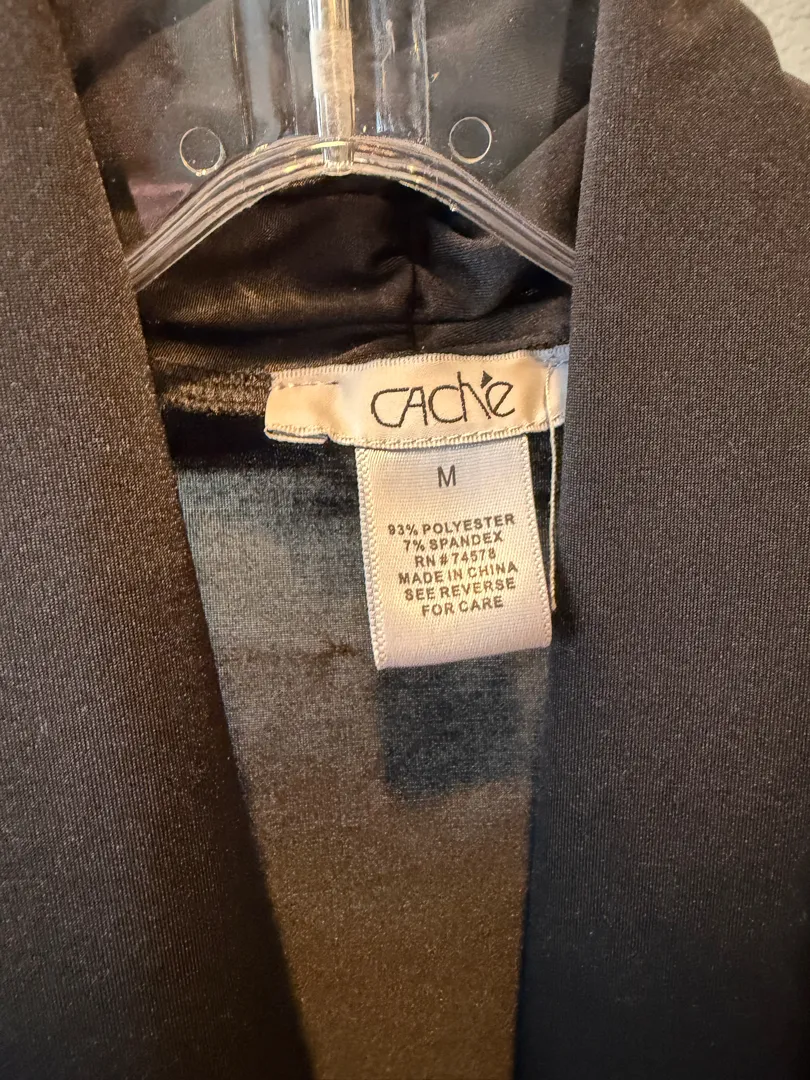 CACHÉ
M
93% POLYESTER
7% SPANDEX
RN # 74578
MADE IN CHINA
SEE REVERSE
FOR CARE